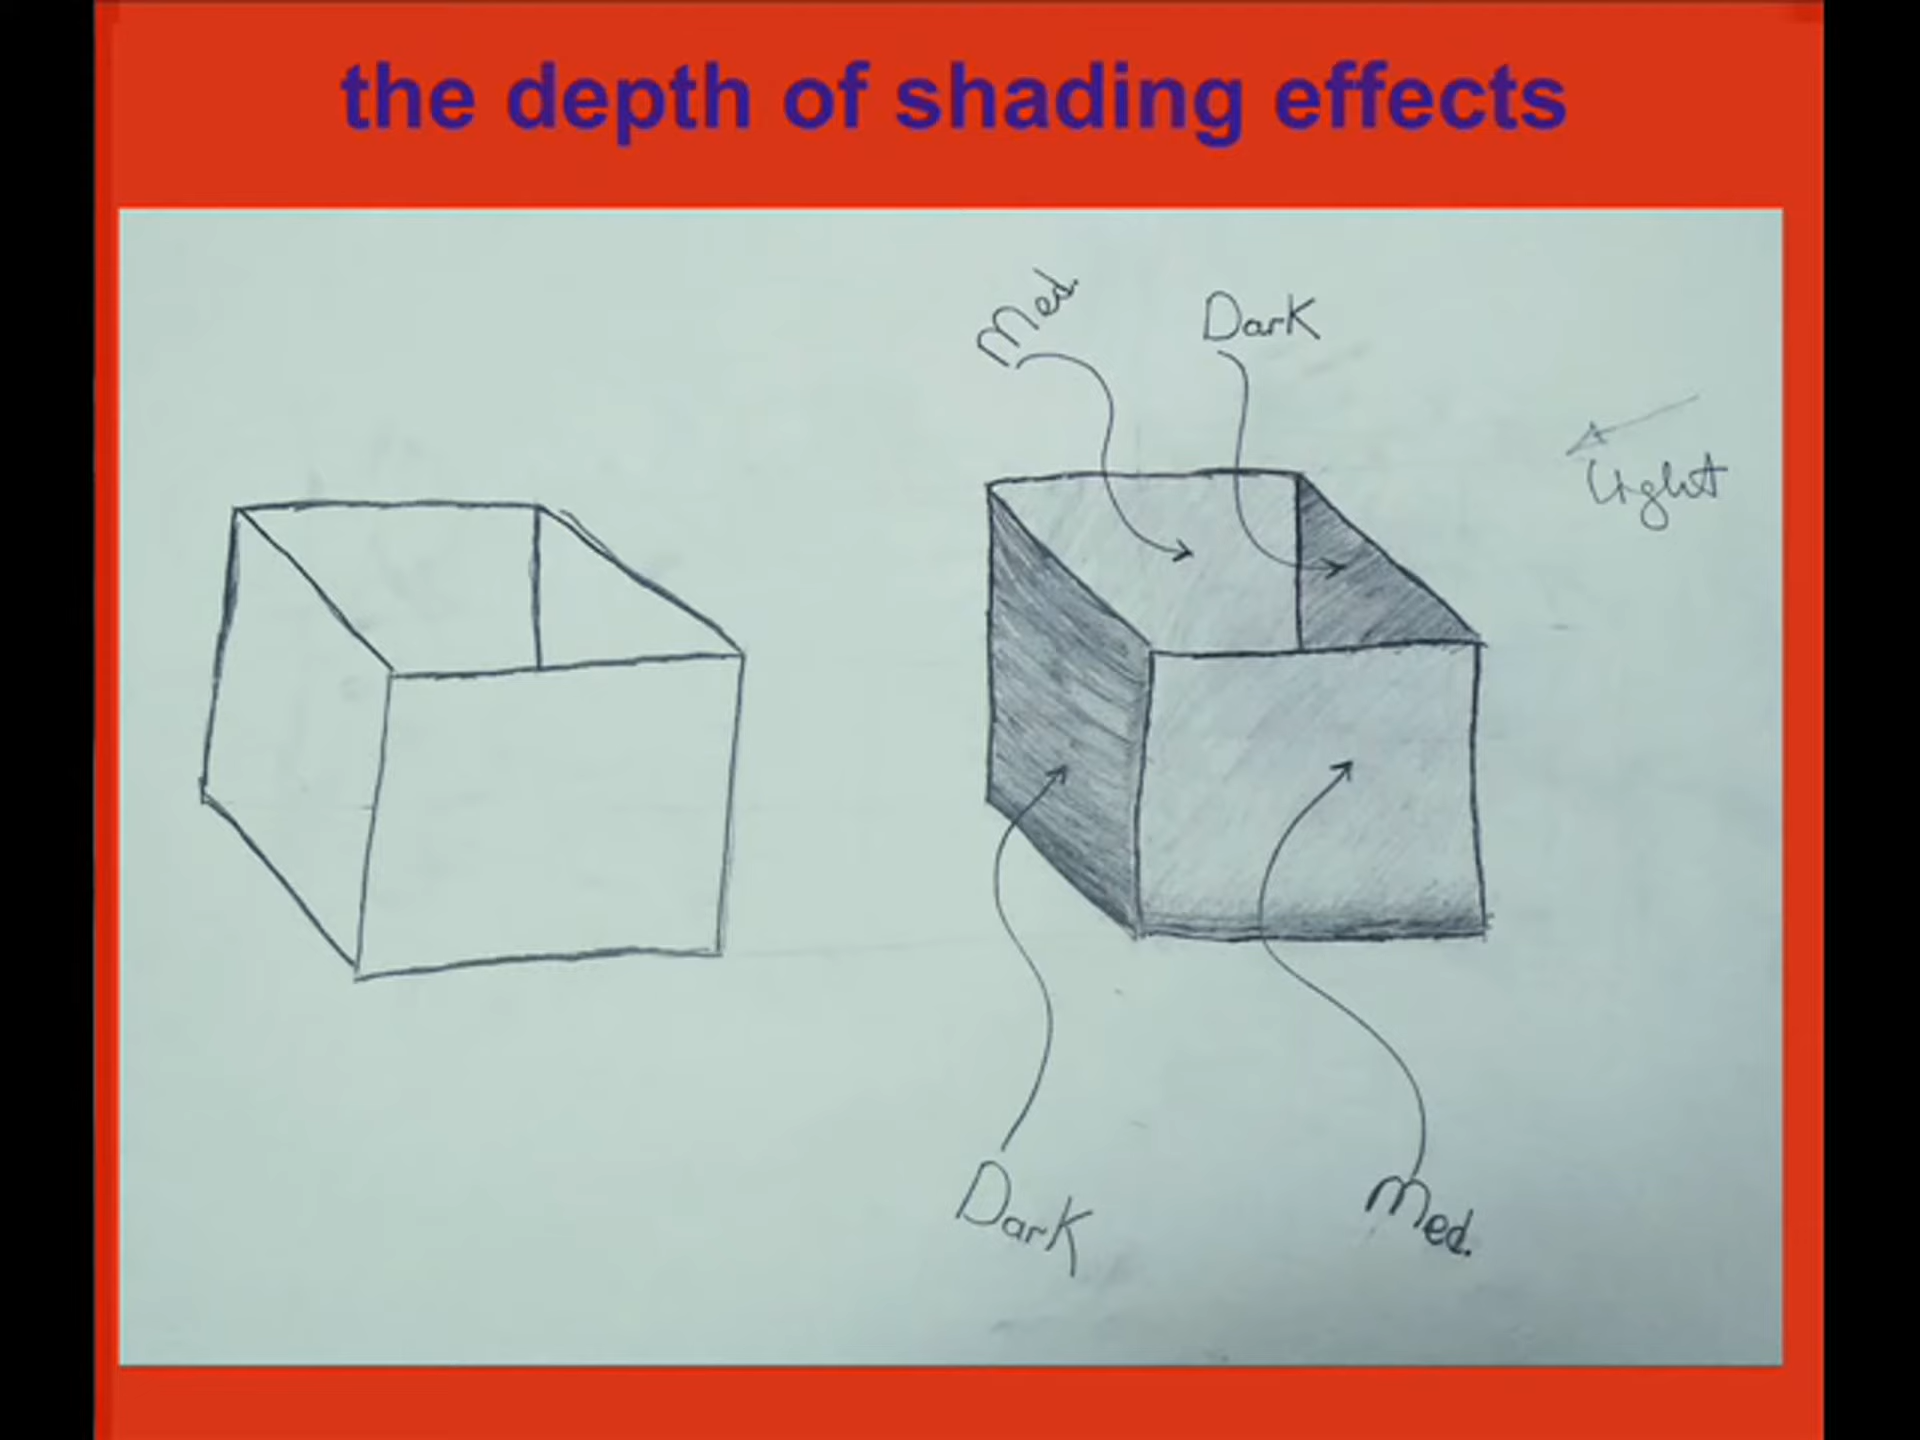 the depth of shading effects
Med.
Dark
Light
Dark
Med.